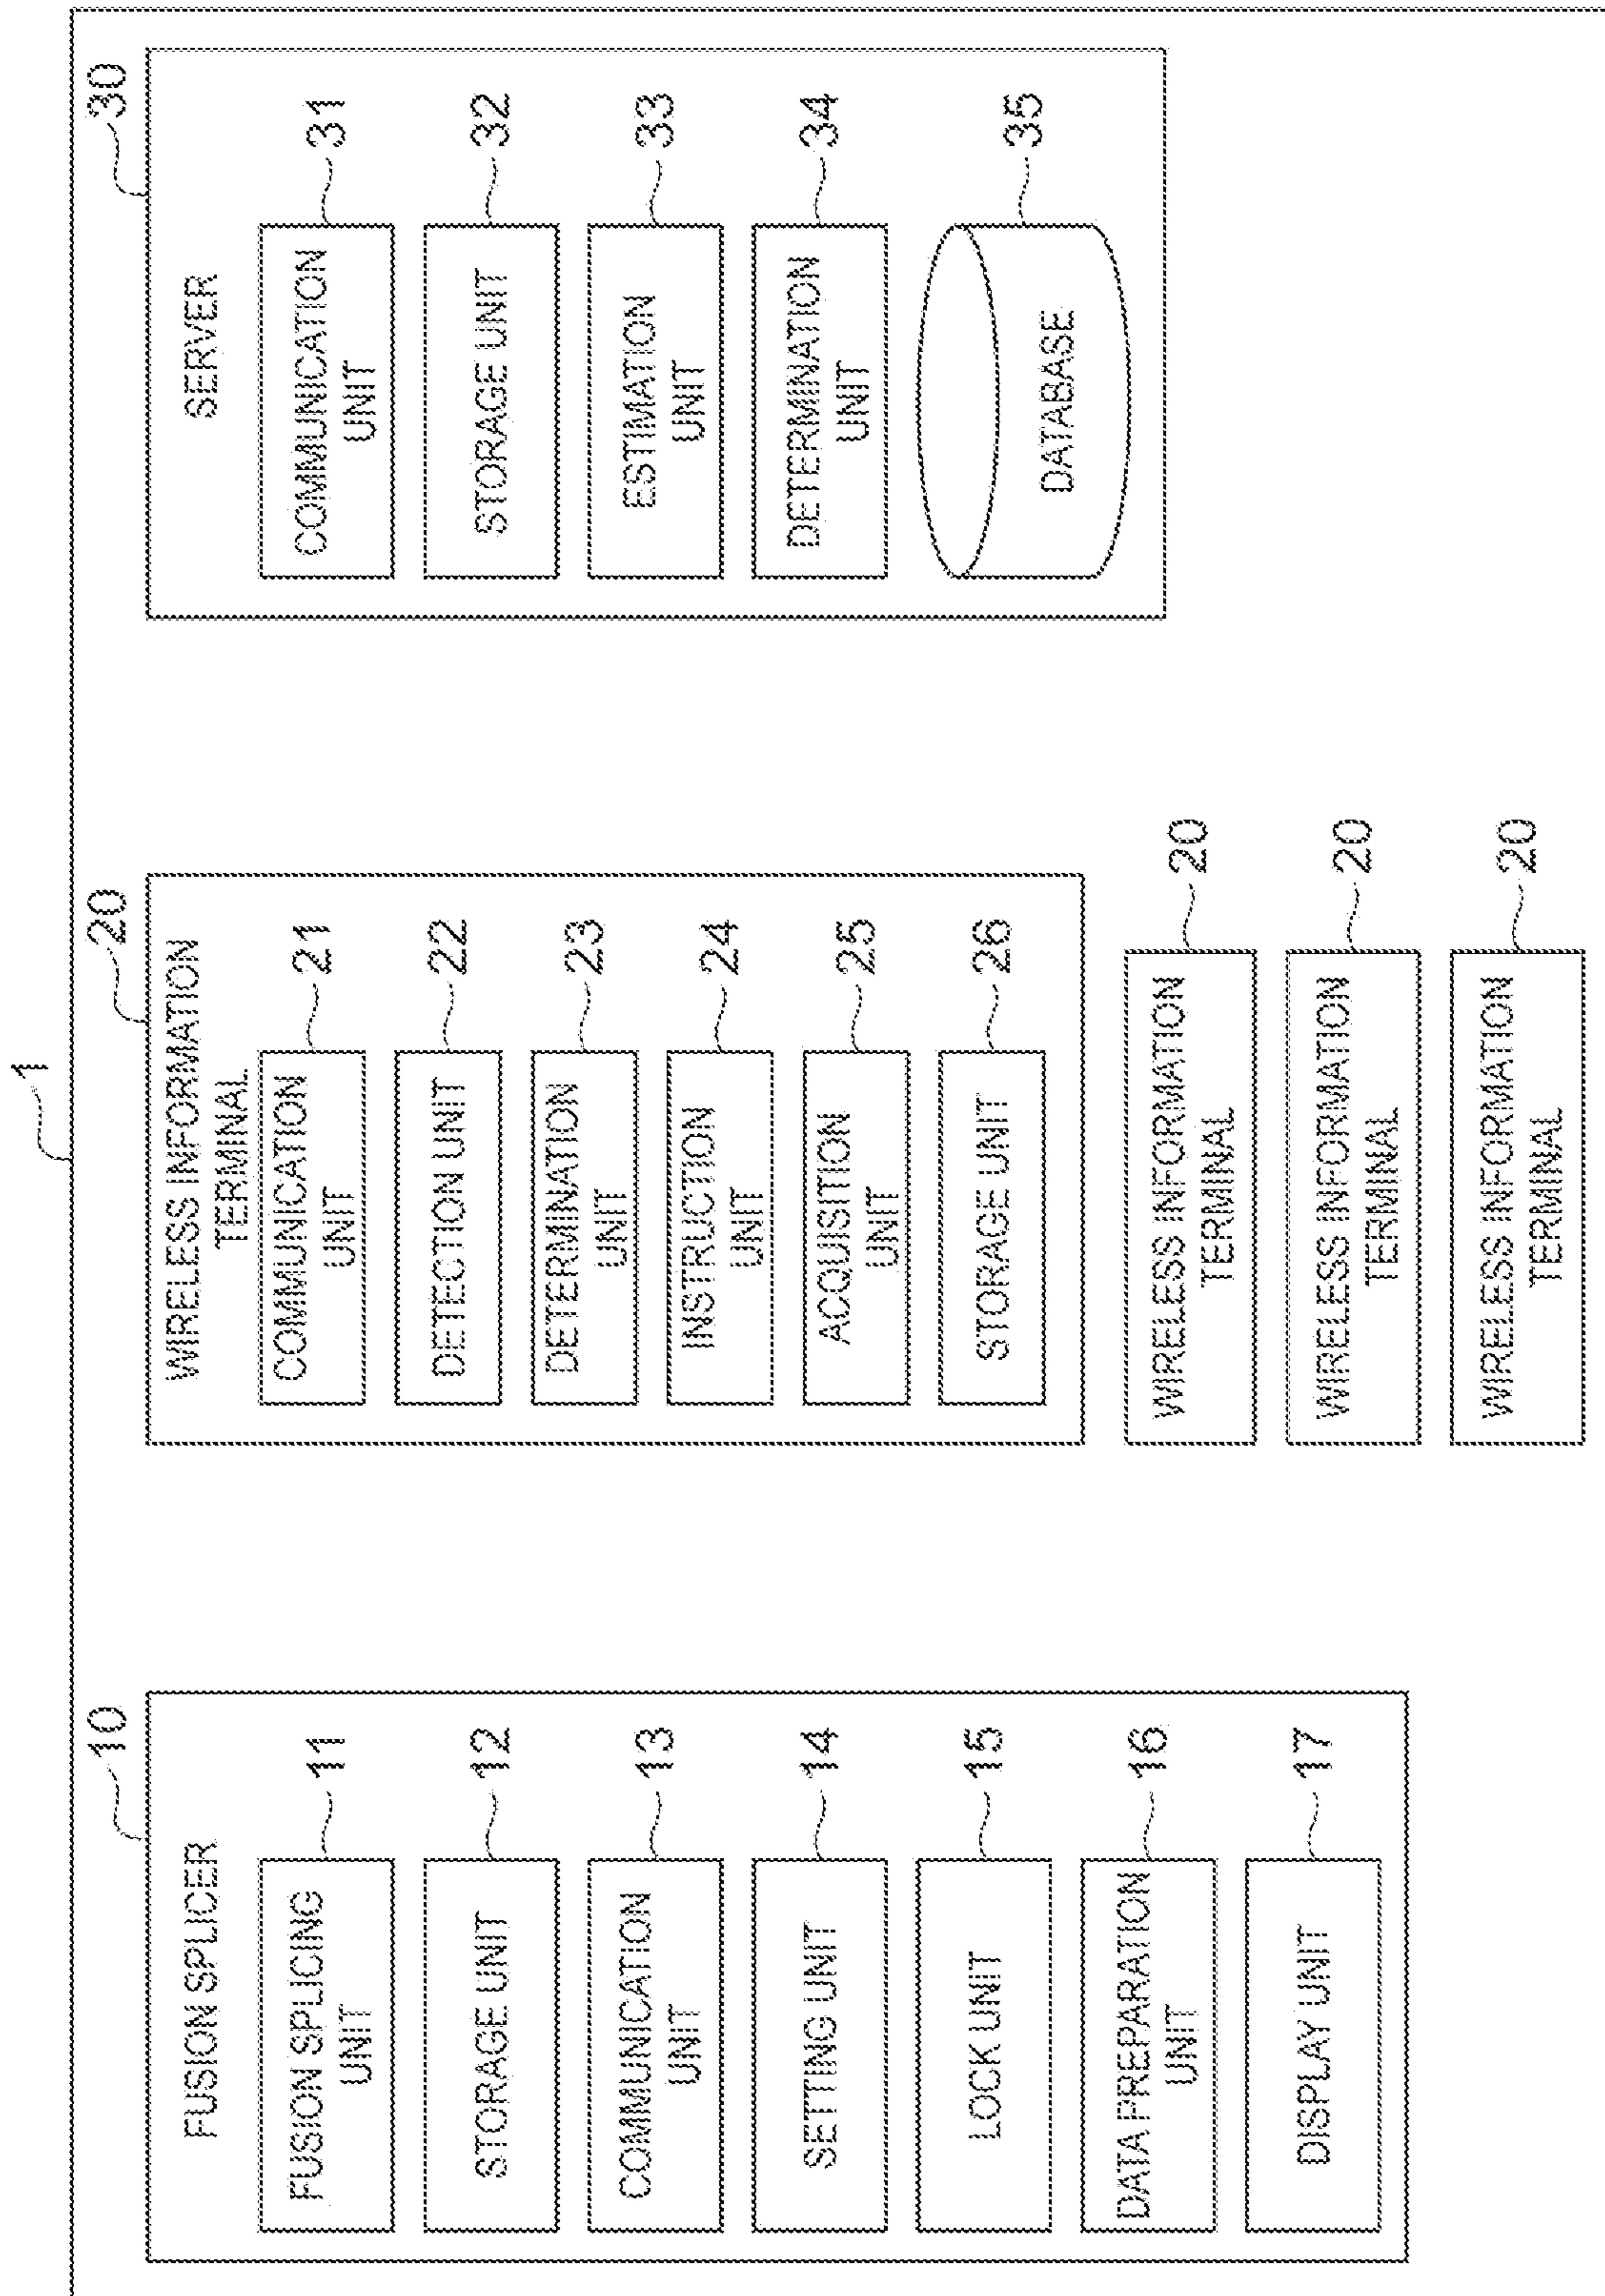 1
10
FUSION SPLICER
FUSION SPLICING
UNIT
11
STORAGE UNIT
12
COMMUNICATION
UNIT
13
SETTING UNIT
14
LOCK UNIT
15
DATA PREPARATION
UNIT
16
DISPLAY UNIT
17
20
WIRELESS INFORMATION
TERMINAL
COMMUNICATION
UNIT
21
DETECTION UNIT
22
DETERMINATION
UNIT
23
INSTRUCTION
UNIT
24
ACQUISITION
UNIT
25
STORAGE UNIT
26
WIRELESS INFORMATION
TERMINAL
20
WIRELESS INFORMATION
TERMINAL
20
WIRELESS INFORMATION
TERMINAL
20
30
SERVER
COMMUNICATION
UNIT
31
STORAGE UNIT
32
ESTIMATION
UNIT
33
DETERMINATION
UNIT
34
DATABASE
35